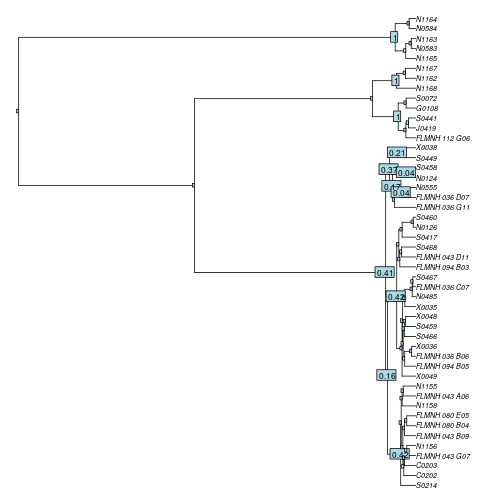 N1164
N0584
1
N1163
N0583
N1165
N1167
N1162
1
N1168
S0072
G0108
1
S0441
J0419
FLMNH 112 G06
X0038
0.21
S0449
S0458
0.37
0.04
N0124
N0555
0.04
FLMNH 036 D07
FLMNH 036 G11
S0460
N0126
S0417
S0468
FLMNH 043 D11
FLMNH 094 B03
0.41
S0467
FLMNH 036 C07
0.42
N0485
X0035
X0048
S0459
S0466
X0036
FLMNH 036 B06
FLMNH 094 B05
0.16
X0049
N1155
FLMNH 043 A06
N1158
FLMNH 080 E05
FLMNH 080 B04
FLMNH 043 B09
N1156
FLMNH 043 G07
C0203
C0202
S0214